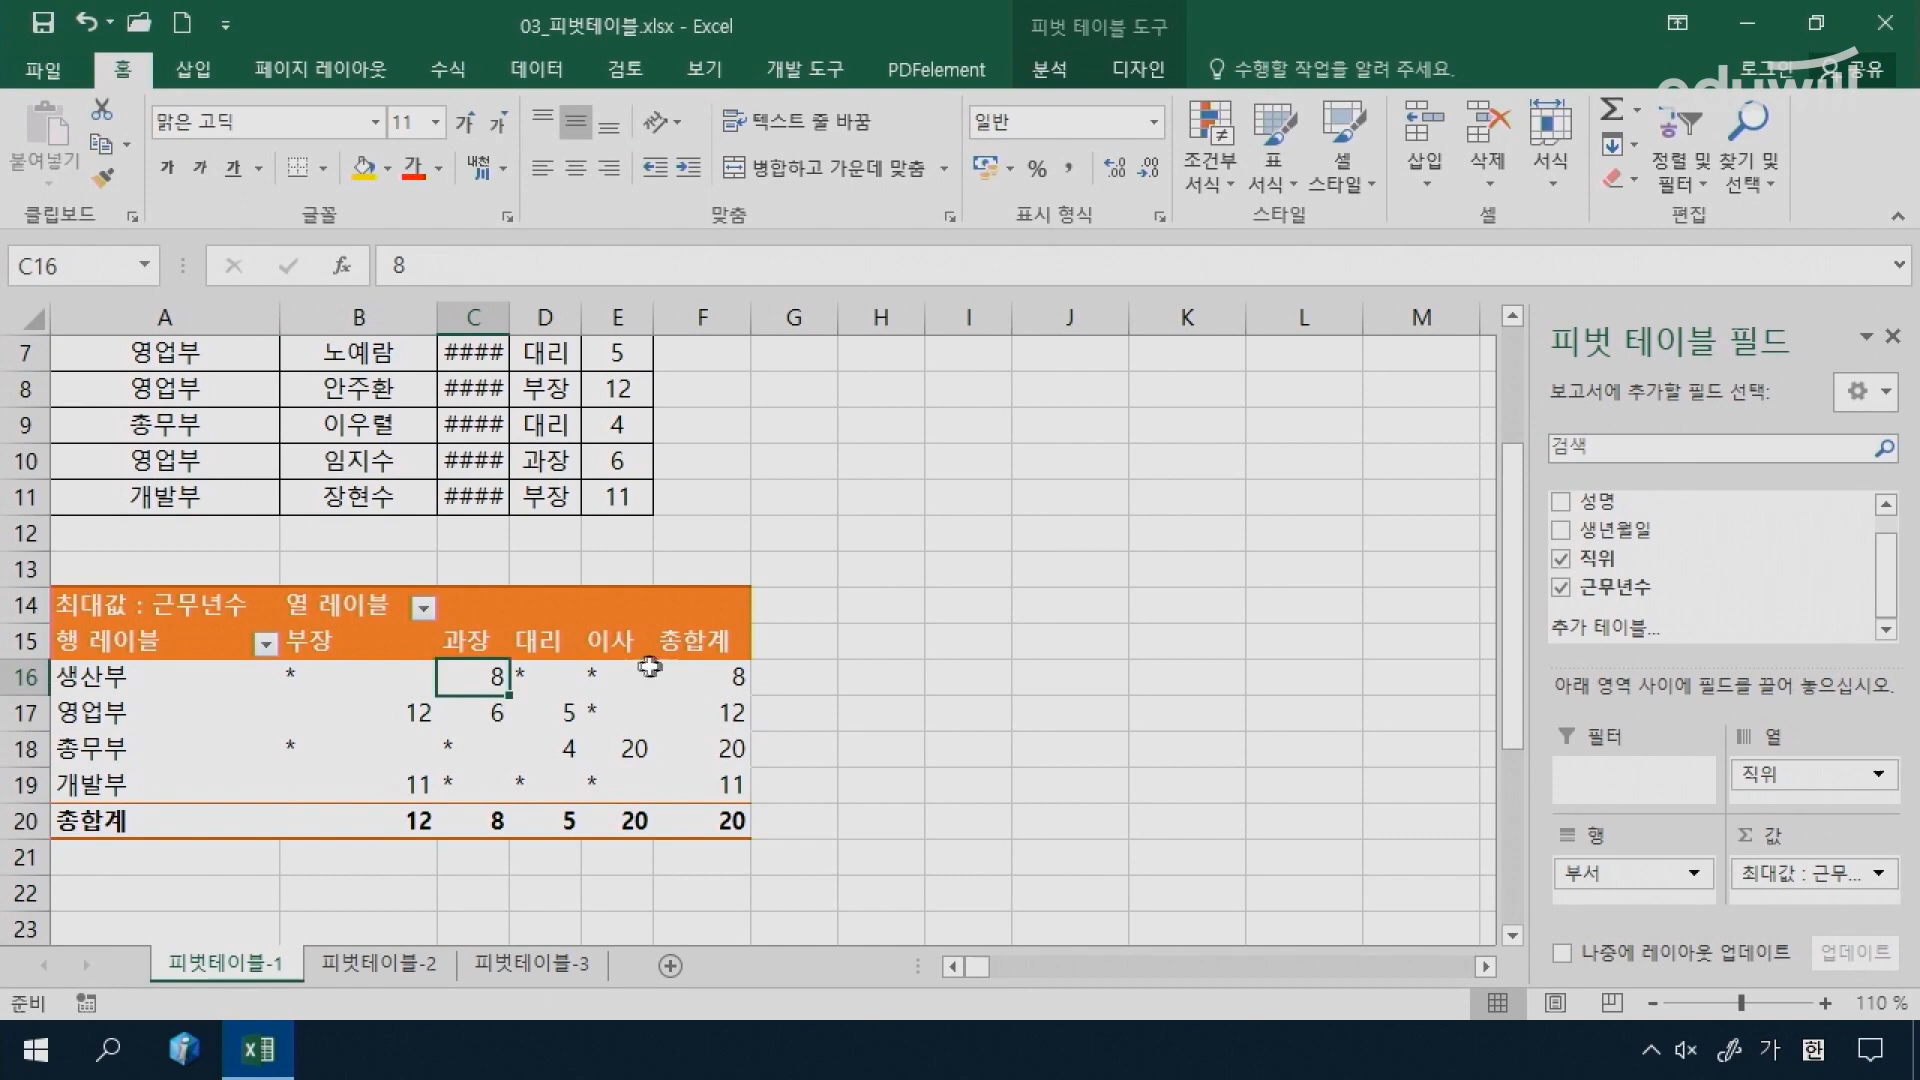 03_피벗테이블.xlsx - Excel
피벗 테이블 도구
파일 홈 삽입 페이지 레이아웃 수식 데이터 검토 보기 개발 도구 PDFelement 분석 디자인 수행할 작업을 알려 주세요. 로그인 공유
eduwill
붙여넣기
클립보드
맑은 고딕 11
가 가 가 가 내천
글꼴
텍스트 줄 바꿈
병합하고 가운데 맞춤
맞춤
일반
% ,
표시 형식
조건부 서식
표 서식
셀 스타일
스타일
삽입 삭제 서식
셀
정렬 및 필터
찾기 및 선택
편집
C16 fx 8
A B C D E F G H I J K L M
7 영업부 노예람 #### 대리 5
8 영업부 안주환 #### 부장 12
9 총무부 이우렬 #### 대리 4
10 영업부 임지수 #### 과장 6
11 개발부 장현수 #### 부장 11
12
13
14 최대값 : 근무년수 열 레이블
15 행 레이블 부장 과장 대리 이사 총합계
16 생산부 * 8 * * 8
17 영업부 12 6 5 * 12
18 총무부 * * 4 20 20
19 개발부 11 * * * 11
20 총합계 12 8 5 20 20
21
22
23
피벗 테이블 필드
보고서에 추가할 필드 선택:
검색
성명
생년월일
직위
근무년수
추가 테이블...
아래 영역 사이에 필드를 끌어 놓으십시오.
필터 열
직위
행 Σ 값
부서 최대값 : 근무...
나중에 레이아웃 업데이트 업데이트
피벗테이블-1 피벗테이블-2 피벗테이블-3
준비 110 %
가 한